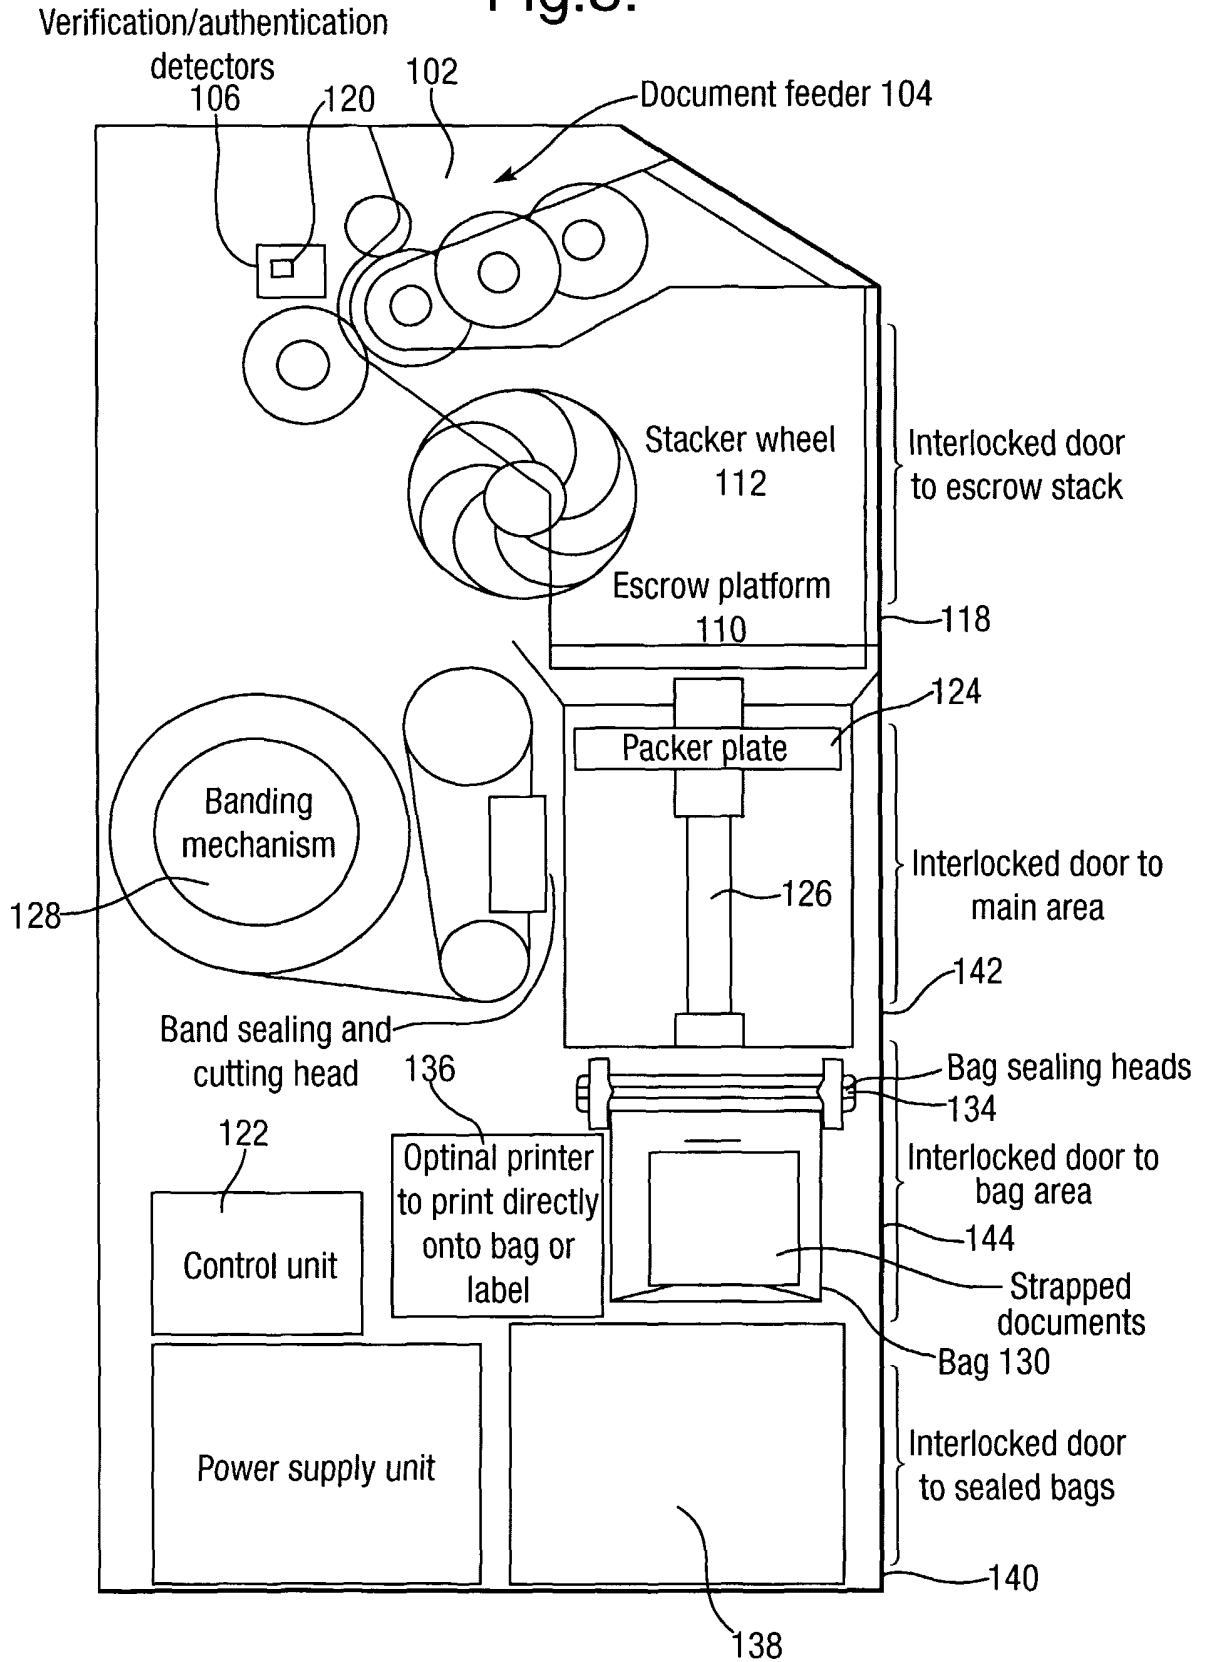 Fig.3.
Verification/authentication
detectors
106
120
102
Document feeder 104
Stacker wheel
112
Interlocked door
to escrow stack
Escrow platform
110
118
124
Packer plate
Banding
mechanism
128
126
Interlocked door to
main area
142
Band sealing and
cutting head
136
Bag sealing heads
134
122
Optinal printer
to print directly
onto bag or
label
Interlocked door to
bag area
144
Control unit
Strapped
documents
Bag 130
Power supply unit
Interlocked door
to sealed bags
140
138